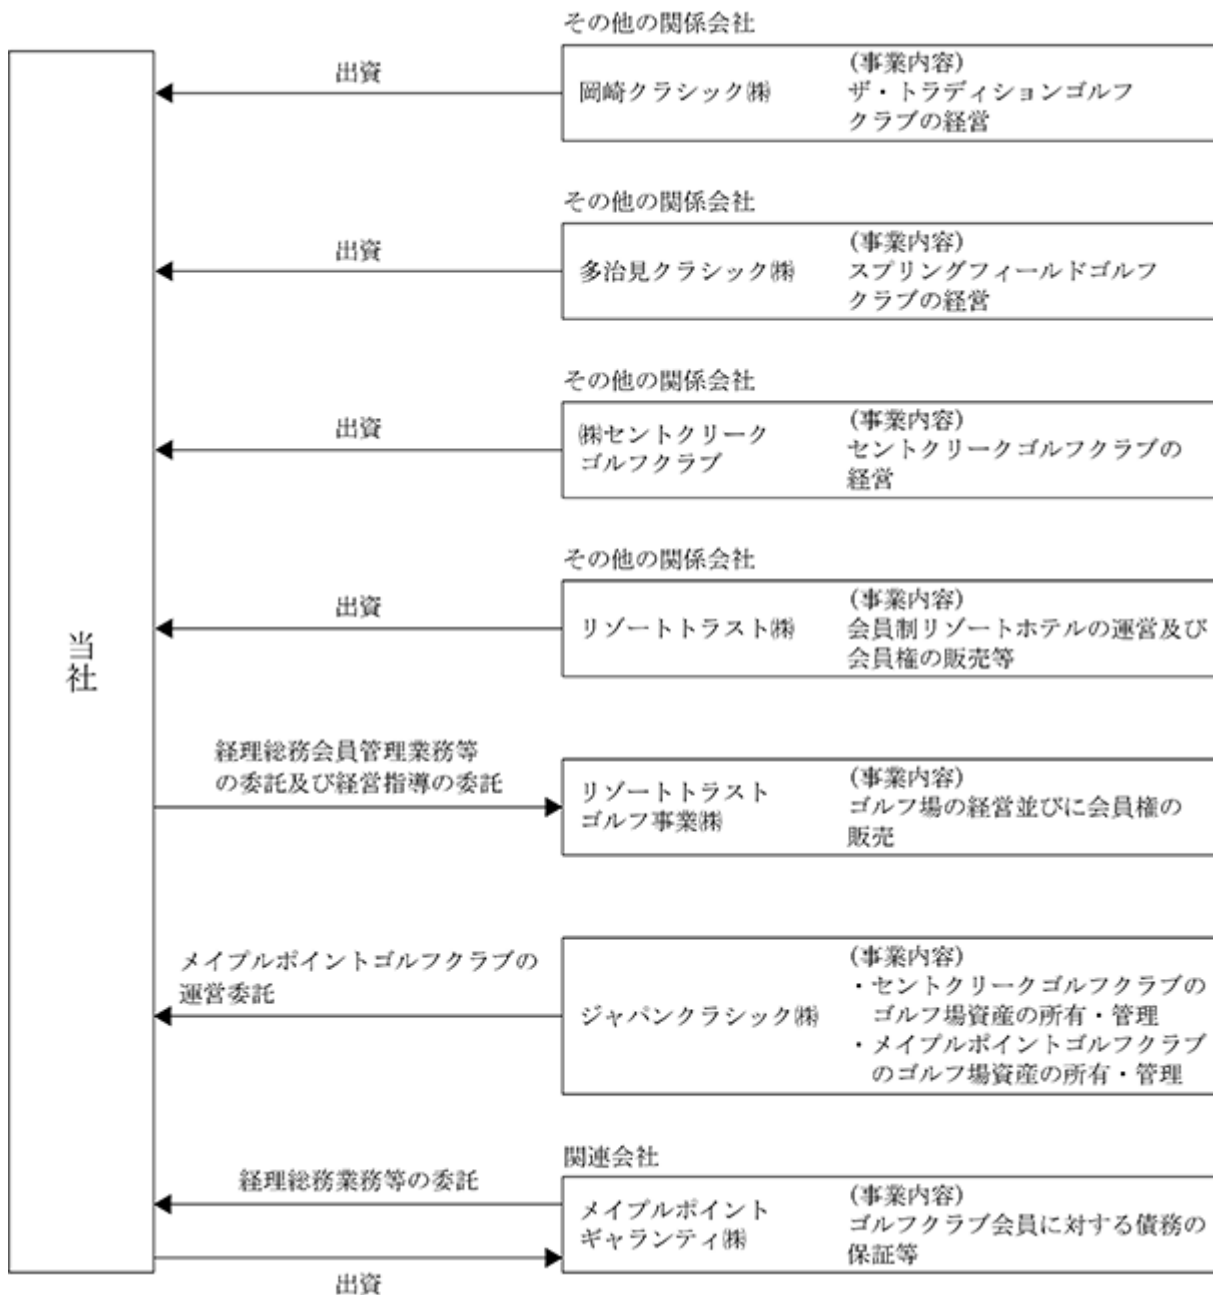 その他の関係会社
出資
岡崎クラシック㈱
(事業内容)
ザ・トラディションゴルフ
クラブの経営
その他の関係会社
出資
多治見クラシック㈱
(事業内容)
スプリングフィールドゴルフ
クラブの経営
その他の関係会社
出資
㈱セントクリーク
ゴルフクラブ
(事業内容)
セントクリークゴルフクラブの
経営
その他の関係会社
出資
リゾートトラスト㈱
(事業内容)
会員制リゾートホテルの運営及び
会員権の販売等
当社
経理総務会員管理業務等
の委託及び経営指導の委託
リゾートトラスト
ゴルフ事業㈱
(事業内容)
ゴルフ場の経営並びに会員権の
販売
メイプルポイントゴルフクラブの
運営委託
ジャパンクラシック㈱
(事業内容)
・セントクリークゴルフクラブの
ゴルフ場資産の所有・管理
・メイプルポイントゴルフクラブ
のゴルフ場資産の所有・管理
関連会社
経理総務業務等の委託
メイプルポイント
ギャランティ㈱
(事業内容)
ゴルフクラブ会員に対する債務の
保証等
出資